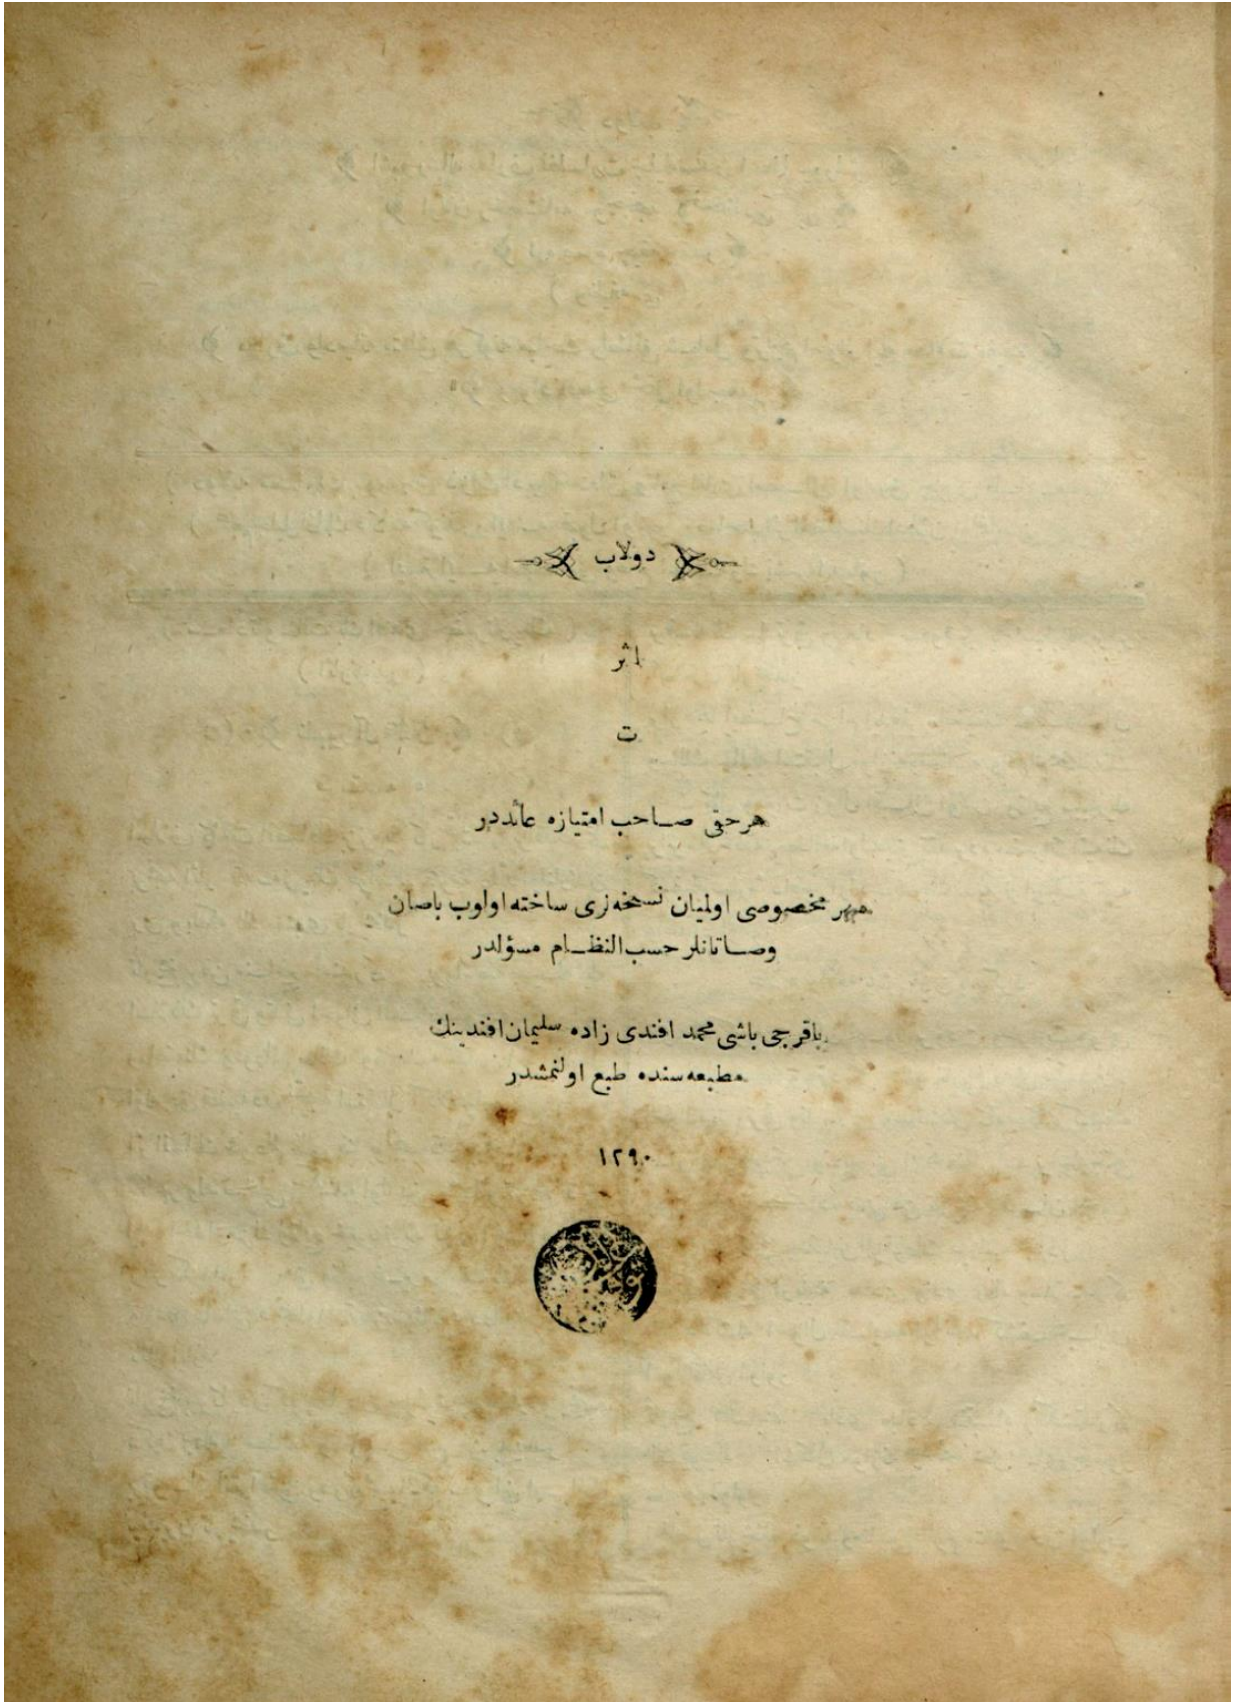 دولاب
اثر
ت
هر حقی صاحب امتیازه عائددر
مهر مخصوصی اولمیان نسخه‌لری ساخته اولوب باصان
وصاتانلر حسب النظام مسؤلدر
باقرجی باشی محمد افندی زاده سلیمان افندینك
مطبعه‌سنده طبع اولنمشدر
١٢٩٠